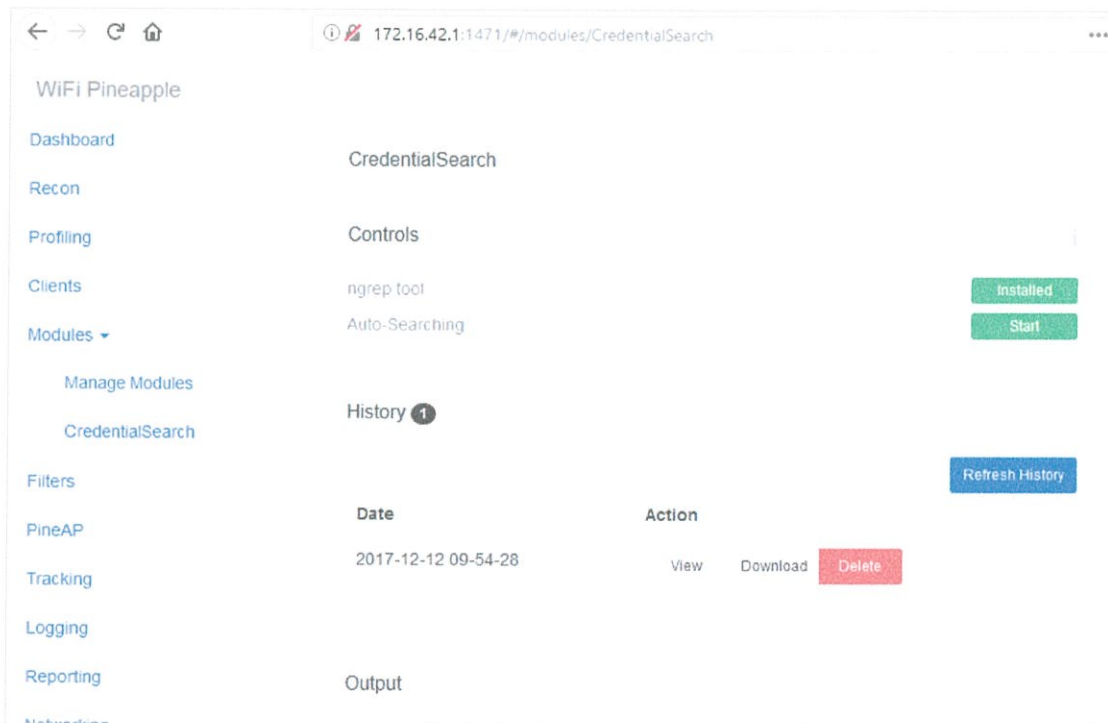 172.16.42.1:1471/#/modules/CredentialSearch
WiFi Pineapple
Dashboard
Recon
Profiling
Clients
Modules
Manage Modules
CredentialSearch
Filters
PineAP
Tracking
Logging
Reporting
Networking
CredentialSearch
Controls
ngrep tool
Installed
Auto-Searching
Start
History 1
Refresh History
Date Action
2017-12-12 09-54-28 View Download Delete
Output